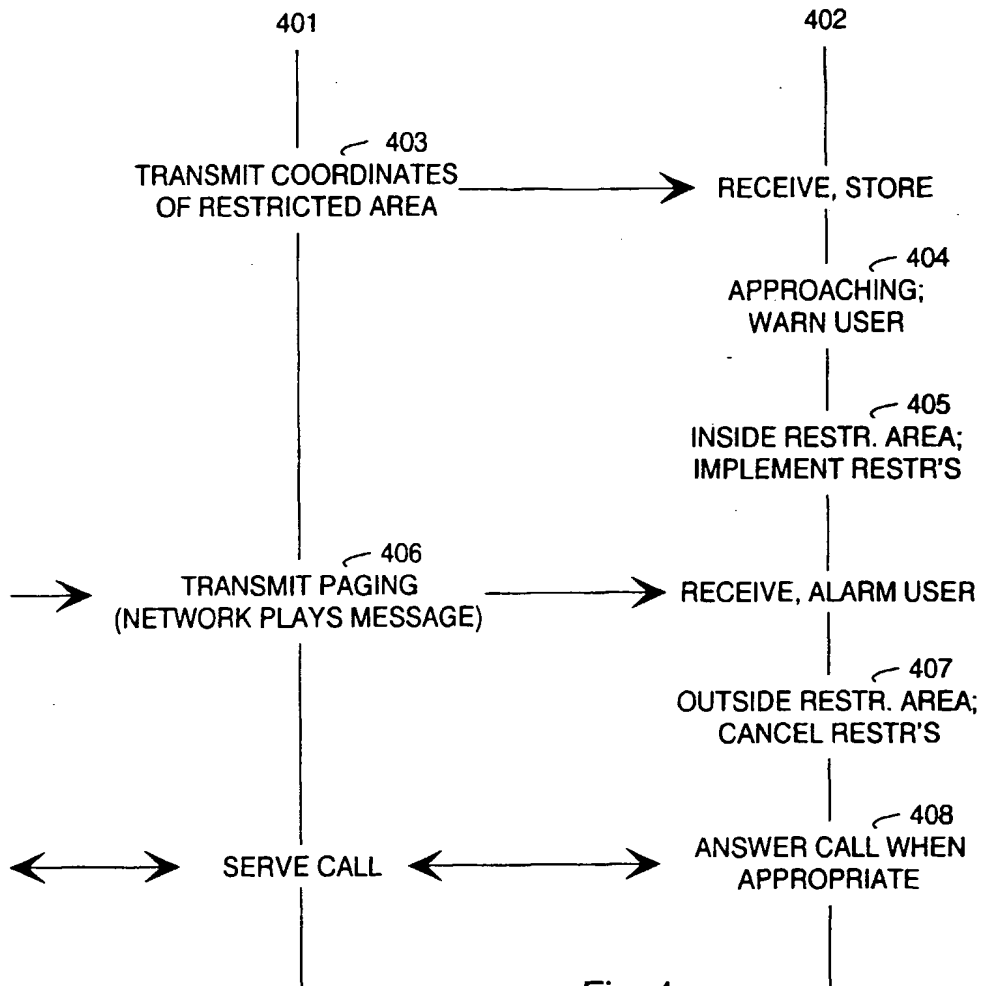 401
402
403
TRANSMIT COORDINATES
OF RESTRICTED AREA
RECEIVE, STORE
404
APPROACHING;
WARN USER
405
INSIDE RESTR. AREA;
IMPLEMENT RESTR'S
406
TRANSMIT PAGING
(NETWORK PLAYS MESSAGE)
RECEIVE, ALARM USER
407
OUTSIDE RESTR. AREA;
CANCEL RESTR'S
408
SERVE CALL
ANSWER CALL WHEN
APPROPRIATE